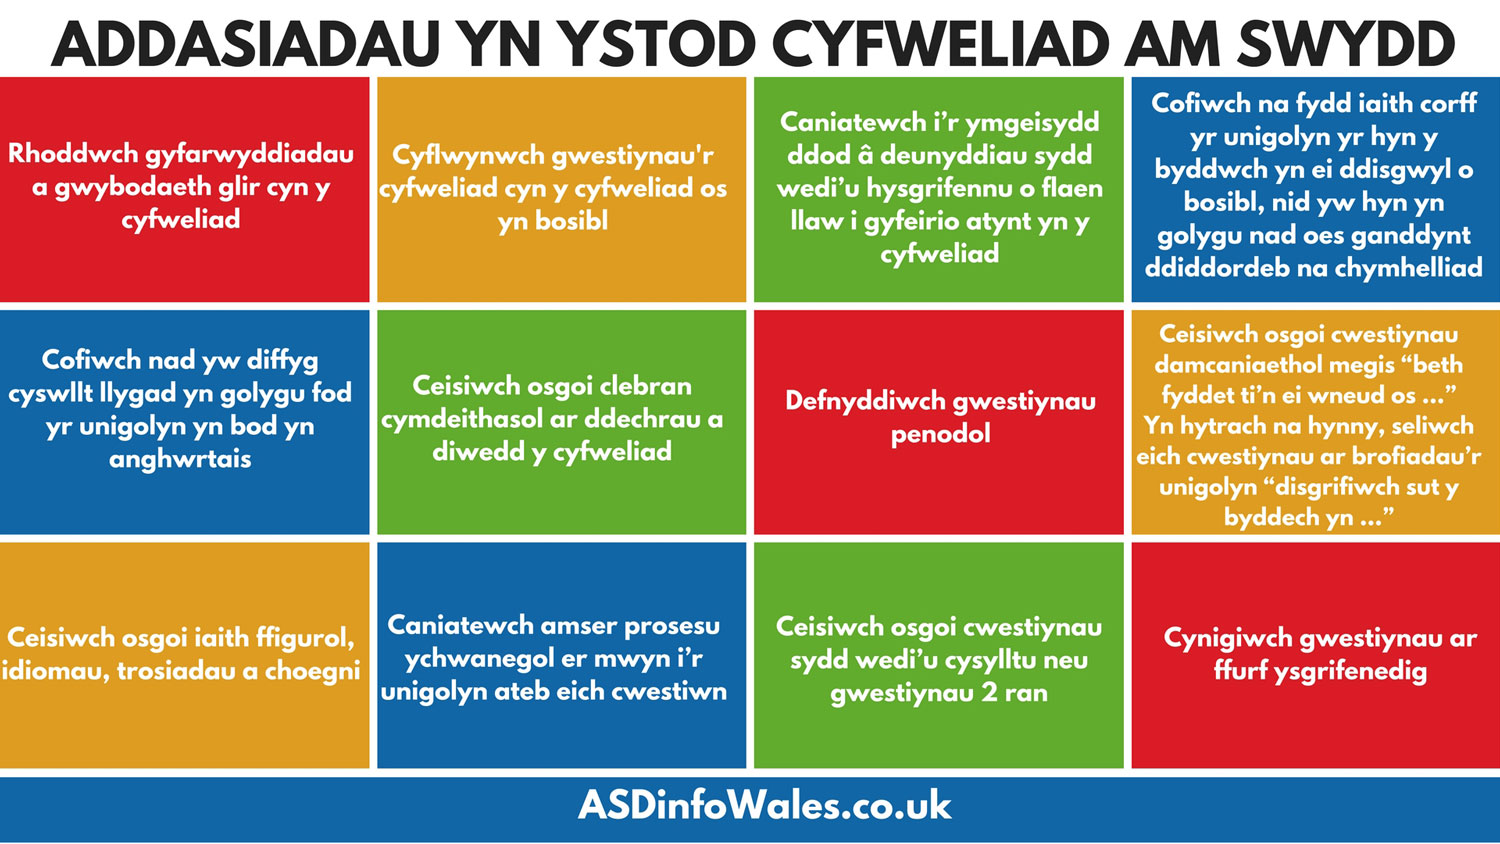 ADDASIADAU YN YSTOD CYFWELIAD AM SWYDD
Rhoddwch gyfarwyddiadau
a gwybodaeth glir cyn y
cyfweliad
Cyflwynwch gwestiynau'r
cyfweliad cyn y cyfweliad os
yn bosibl
Caniatewch i’r ymgeisydd
ddod â deunyddiau sydd
wedi’u hysgrifennu o flaen
llaw i gyfeirio atynt yn y
cyfweliad
Cofiwch na fydd iaith corff
yr unigolyn yr hyn y
byddwch yn ei ddisgwyl o
bosibl, nid yw hyn yn
golygu nad oes ganddynt
ddiddordeb na chymhelliad
Cofiwch nad yw diffyg
cyswllt llygad yn golygu fod
yr unigolyn yn bod yn
anghwrtais
Ceisiwch osgoi clebran
cymdeithasol ar ddechrau a
diwedd y cyfweliad
Defnyddiwch gwestiynau
penodol
Ceisiwch osgoi cwestiynau
damcaniaethol megis “beth
fyddet ti’n ei wneud os ...”
Yn hytrach na hynny, seliwch
eich cwestiynau ar brofiadau’r
unigolyn “disgrifiwch sut y
byddech yn ...”
Ceisiwch osgoi iaith ffigurol,
idiomau, trosiadau a choegni
Caniatewch amser prosesu
ychwanegol er mwyn i’r
unigolyn ateb eich cwestiwn
Ceisiwch osgoi cwestiynau
sydd wedi’u cysylltu neu
gwestiynau 2 ran
Cynigiwch gwestiynau ar
ffurf ysgrifenedig
ASDinfoWales.co.uk